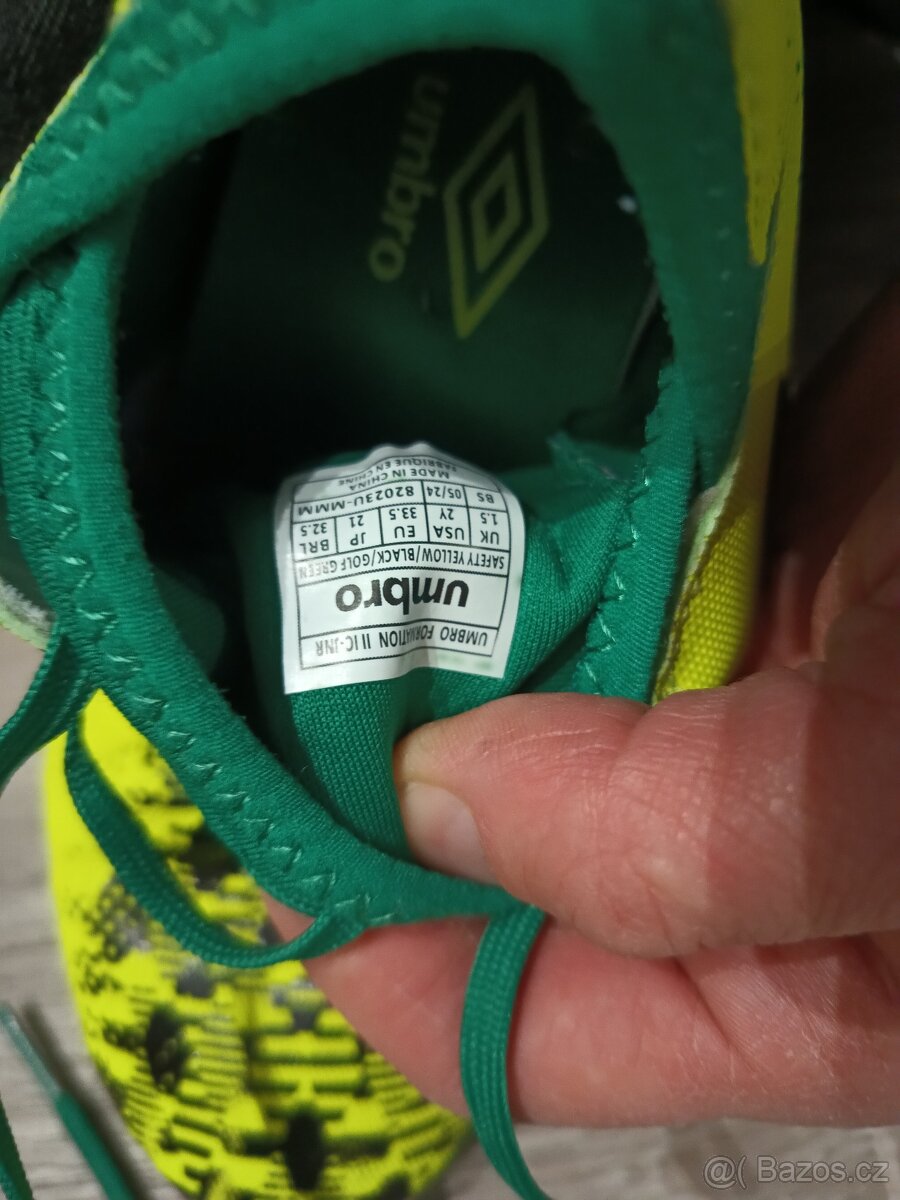 umbro
UMBRO FORMATION II IC-JNR
umbro
SAFETY YELLOW/BLACK/GOLF GREEN
UK USA EU JP BRL
1.5 2Y 33.5 21 32.5
BS 05/24 82023U-MMM
MADE IN CHINA
FABRIQUE EN CHINE
@( Bazos.cz